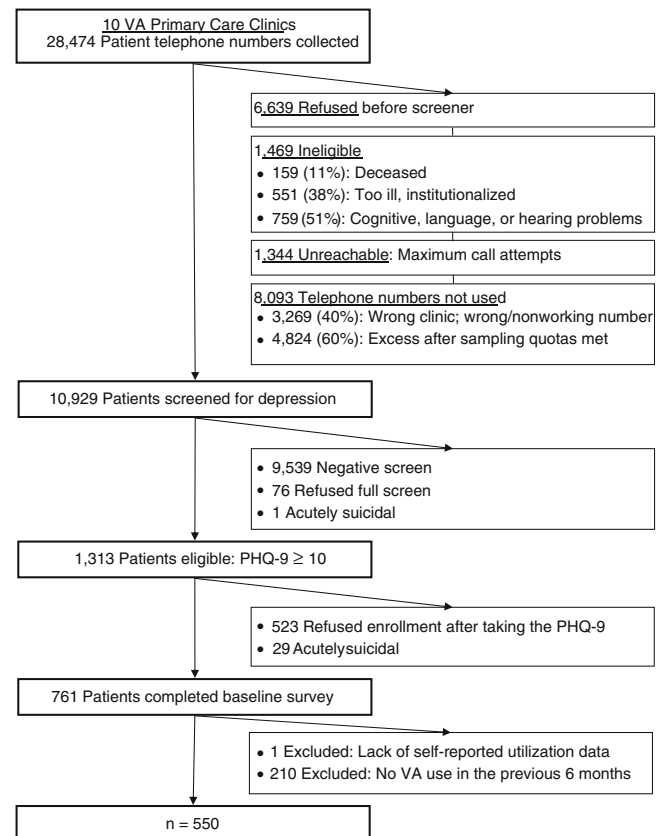 10 VA Primary Care Clinics
28,474 Patient telephone numbers collected
6,639 Refused before screener
1,469 Ineligible
• 159 (11%): Deceased
• 551 (38%): Too ill, institutionalized
• 759 (51%): Cognitive, language, or hearing problems
1,344 Unreachable: Maximum call attempts
8,093 Telephone numbers not used
• 3,269 (40%): Wrong clinic; wrong/nonworking number
• 4,824 (60%): Excess after sampling quotas met
10,929 Patients screened for depression
• 9,539 Negative screen
• 76 Refused full screen
• 1 Acutely suicidal
1,313 Patients eligible: PHQ-9 ≥ 10
• 523 Refused enrollment after taking the PHQ-9
• 29 Acutelysuicidal
761 Patients completed baseline survey
• 1 Excluded: Lack of self-reported utilization data
• 210 Excluded: No VA use in the previous 6 months
n = 550